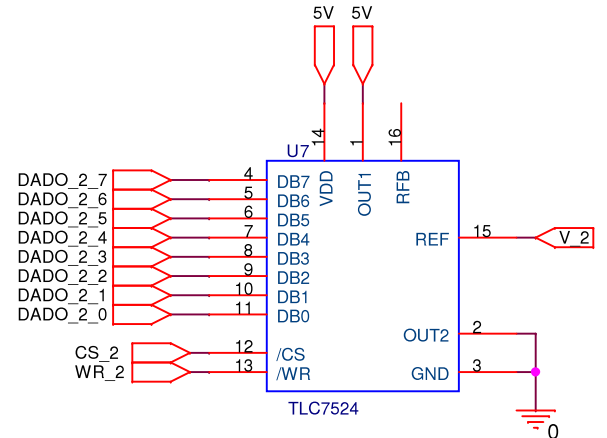 5V 5V
U7
14 1 16
VDD OUT1 RFB
DADO_2_7 4 DB7
DADO_2_6 5 DB6
DADO_2_5 6 DB5
DADO_2_4 7 DB4 REF 15 V_2
DADO_2_3 8 DB3
DADO_2_2 9 DB2
DADO_2_1 10 DB1
DADO_2_0 11 DB0
OUT2 2
CS_2 12 /CS
WR_2 13 /WR GND 3
TLC7524
0